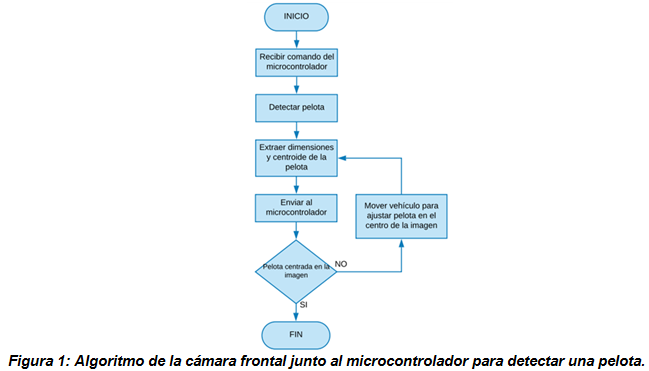 INICIO
Recibir comando del
microcontrolador
Detectar pelota
Extraer dimensiones
y centroide de la
pelota
Enviar al
microcontrolador
Mover vehículo para
ajustar pelota en el
centro de la imagen
Pelota centrada en la
imagen
NO
SI
FIN
Figura 1: Algoritmo de la cámara frontal junto al microcontrolador para detectar una pelota.